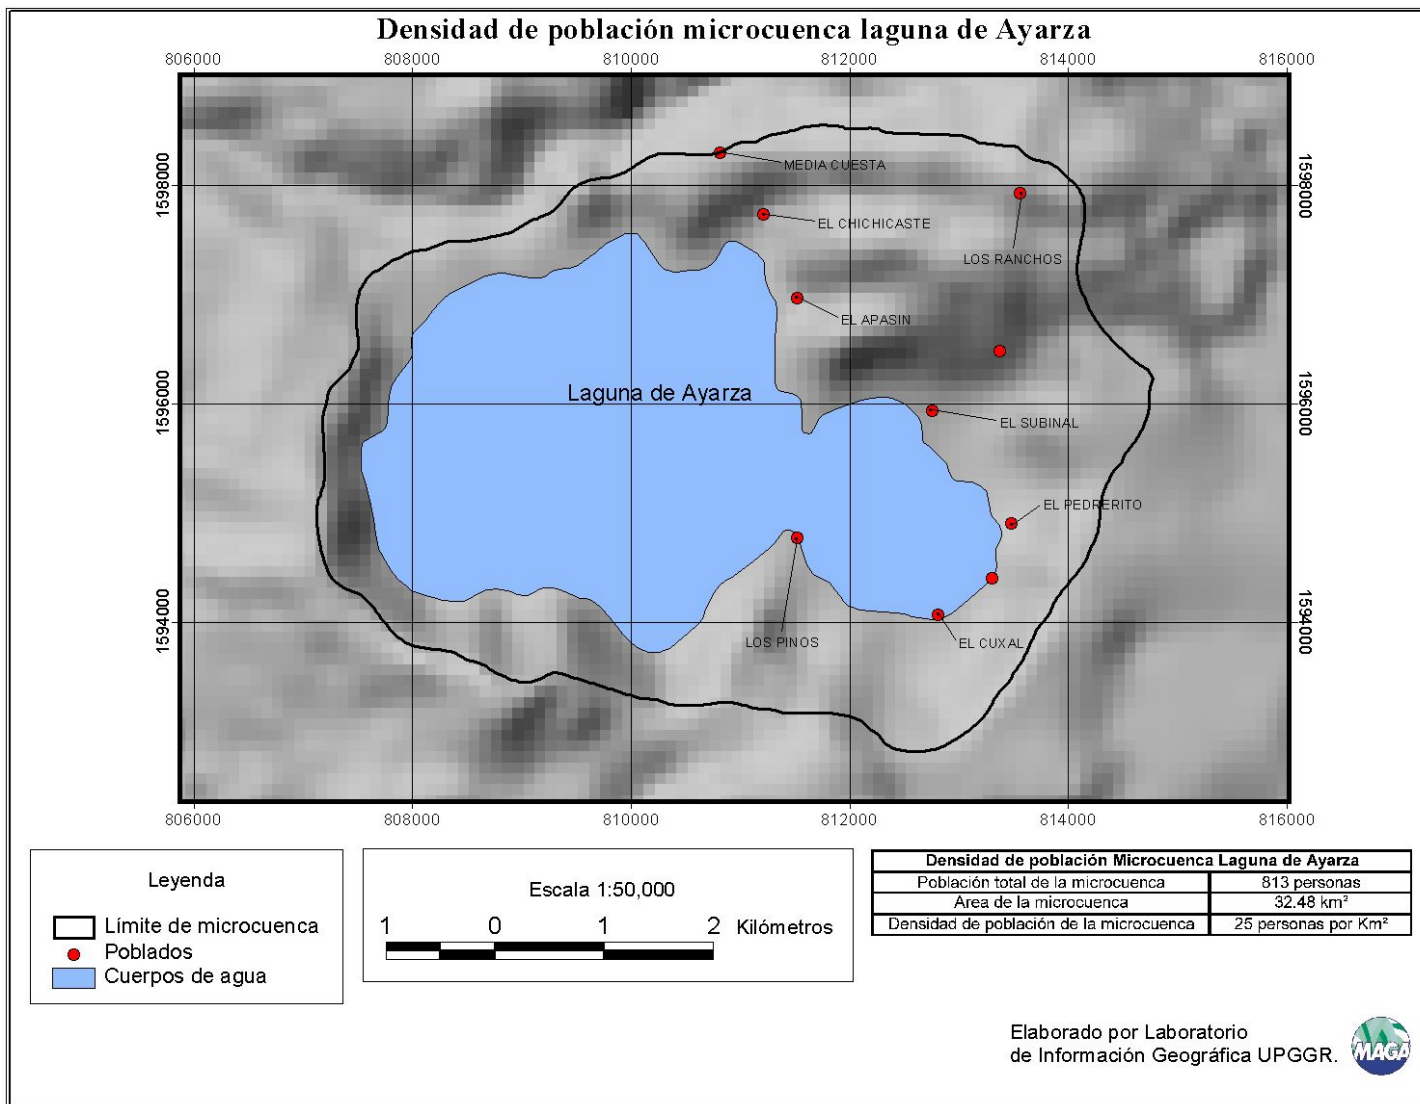 Densidad de población microcuenca laguna de Ayarza
806000 808000 810000 812000 814000 816000
1598000 1598000
1596000 1596000
1594000 1594000
MEDIA CUESTA
EL CHICHICASTE
LOS RANCHOS
EL APASIN
Laguna de Ayarza
EL SUBINAL
EL PEDRERITO
LOS PINOS
EL CUXAL
806000 808000 810000 812000 814000 816000
Leyenda
Límite de microcuenca
Poblados
Cuerpos de agua
Escala 1:50,000
1 0 1 2 Kilómetros
Densidad de población Microcuenca Laguna de Ayarza
Población total de la microcuenca 813 personas
Area de la microcuenca 32.48 km²
Densidad de población de la microcuenca 25 personas por Km²
Elaborado por Laboratorio
de Información Geográfica UPGGR.
MAGA